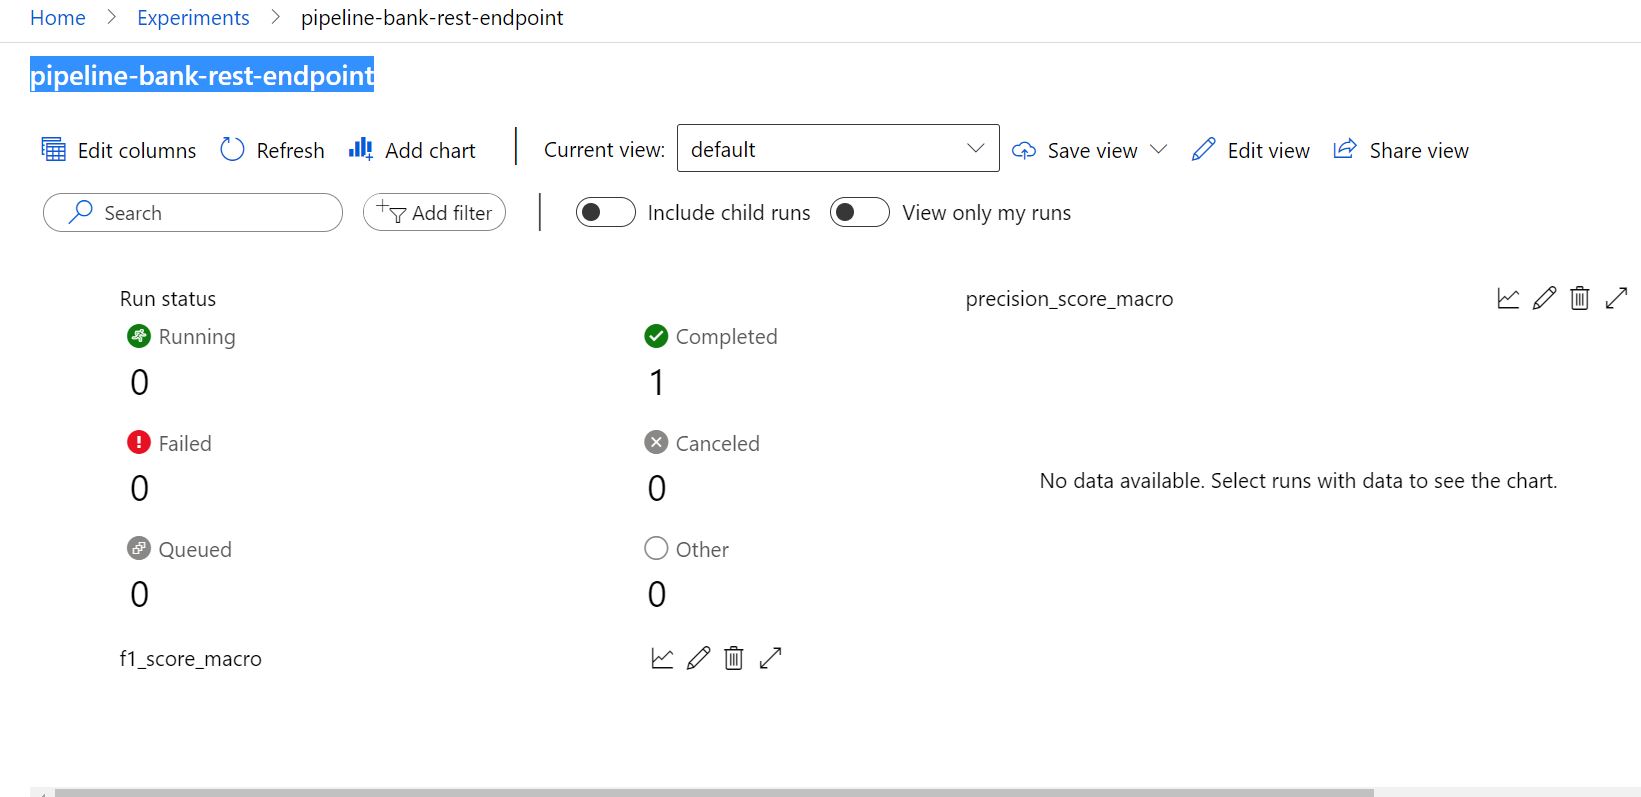 Home > Experiments > pipeline-bank-rest-endpoint
pipeline-bank-rest-endpoint
Edit columns Refresh Add chart Current view: default Save view Edit view Share view
Search Add filter Include child runs View only my runs
Run status
Running
0
Completed
1
Failed
0
Canceled
0
Queued
0
Other
0
precision_score_macro
No data available. Select runs with data to see the chart.
f1_score_macro